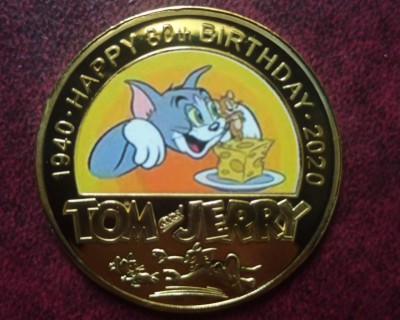 1940 · HAPPY 80th BIRTHDAY · 2020
TOM and JERRY